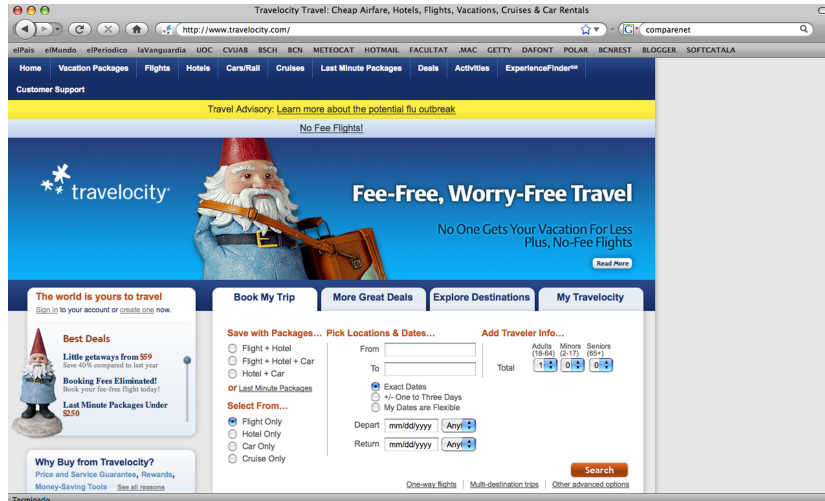 Travelocity Travel: Cheap Airfare, Hotels, Flights, Vacations, Cruises & Car Rentals
http://www.travelocity.com/
comparenet
elPais elMundo elPeriodico laVanguardia UOC CVUAB BSCH BCN METEOCAT HOTMAIL FACULTAT .MAC GETTY DAFONT POLAR BCNREST BLOGGER SOFTCATALA
Home Vacation Packages Flights Hotels Cars/Rail Cruises Last Minute Packages Deals Activities ExperienceFinder℠
Customer Support
Travel Advisory: Learn more about the potential flu outbreak
No Fee Flights!
travelocity
Fee-Free, Worry-Free Travel
No One Gets Your Vacation For Less
Plus, No-Fee Flights
Read More
The world is yours to travel
Sign in to your account or create one now.
Best Deals
Little getaways from $59
Save 40% compared to last year
Booking Fees Eliminated!
Book your fee-free flight today!
Last Minute Packages Under
$250
Why Buy from Travelocity?
Price and Service Guarantee, Rewards,
Money-Saving Tools See all reasons
Book My Trip More Great Deals Explore Destinations My Travelocity
Save with Packages...
Flight + Hotel
Flight + Hotel + Car
Hotel + Car
or Last Minute Packages
Select From...
Flight Only
Hotel Only
Car Only
Cruise Only
Pick Locations & Dates...
From
To
Exact Dates
+/- One to Three Days
My Dates are Flexible
Depart mm/dd/yyyy Anyt
Return mm/dd/yyyy Anyt
Add Traveler Info...
Adults Minors Seniors
(18-64) (2-17) (65+)
Total 1 0 0
Search
One-way flights Multi-destination trips Other advanced options
Terminado